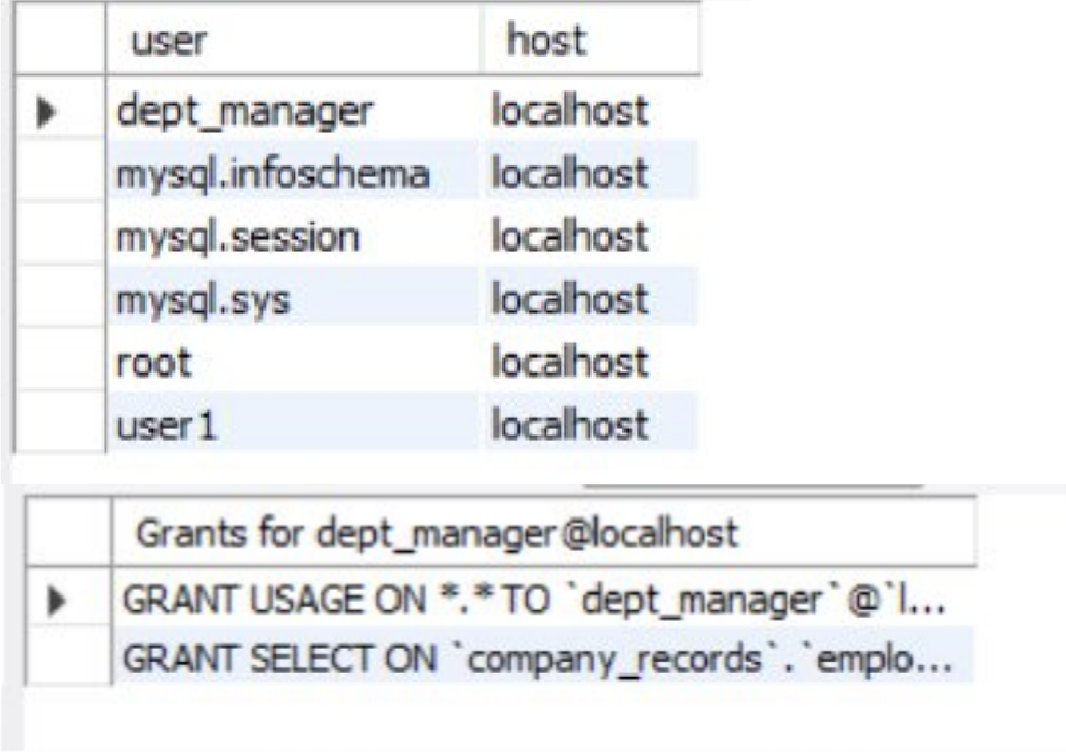 user host
dept_manager localhost
mysql.infoschema localhost
mysql.session localhost
mysql.sys localhost
root localhost
user1 localhost
Grants for dept_manager@localhost
GRANT USAGE ON *.* TO `dept_manager`@`l...
GRANT SELECT ON `company_records`.`emplo...